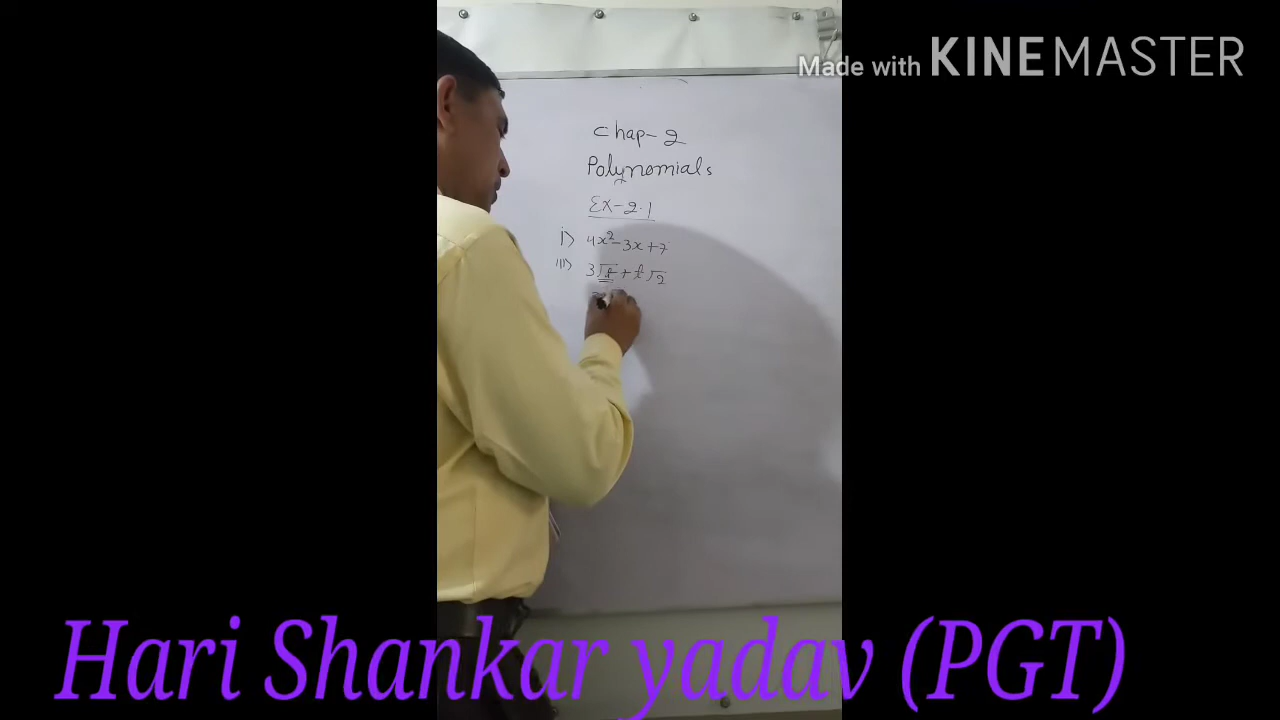 Made with KINEMASTER
Chap-2
Polynomials
Ex-2.1
i> 4x²-3x+7
iii> 3√t+t√2
Hari Shankar yadav (PGT)